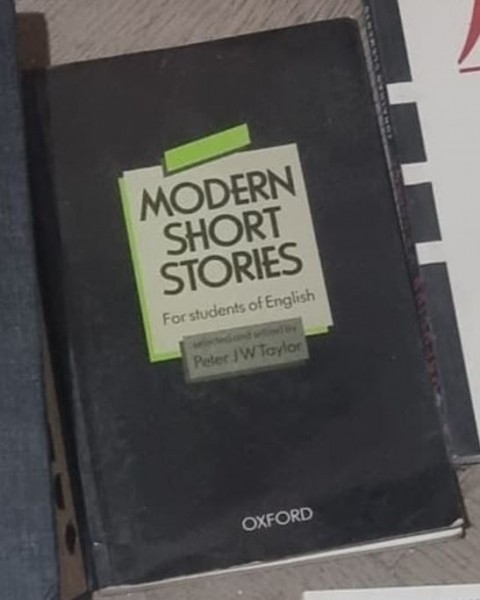 MODERN
SHORT
STORIES
For students of English
selected and edited by
Peter J W Taylor
OXFORD